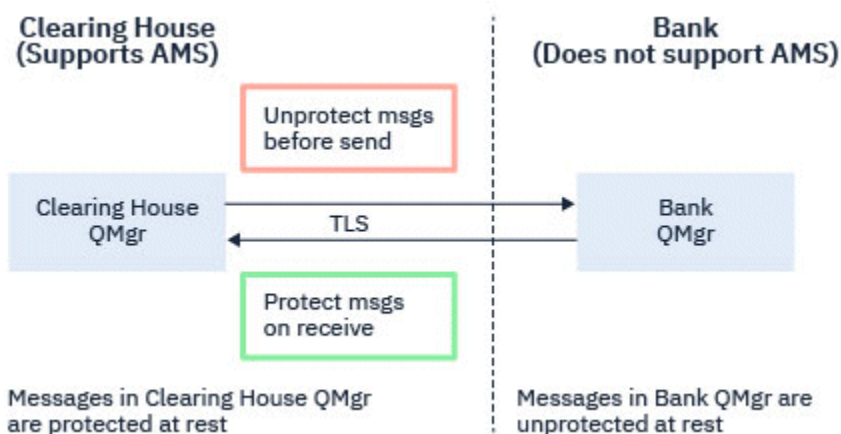 Clearing House
(Supports AMS)
Bank
(Does not support AMS)
Unprotect msgs
before send
Clearing House
QMgr
TLS
Bank
QMgr
Protect msgs
on receive
Messages in Clearing House QMgr
are protected at rest
Messages in Bank QMgr are
unprotected at rest